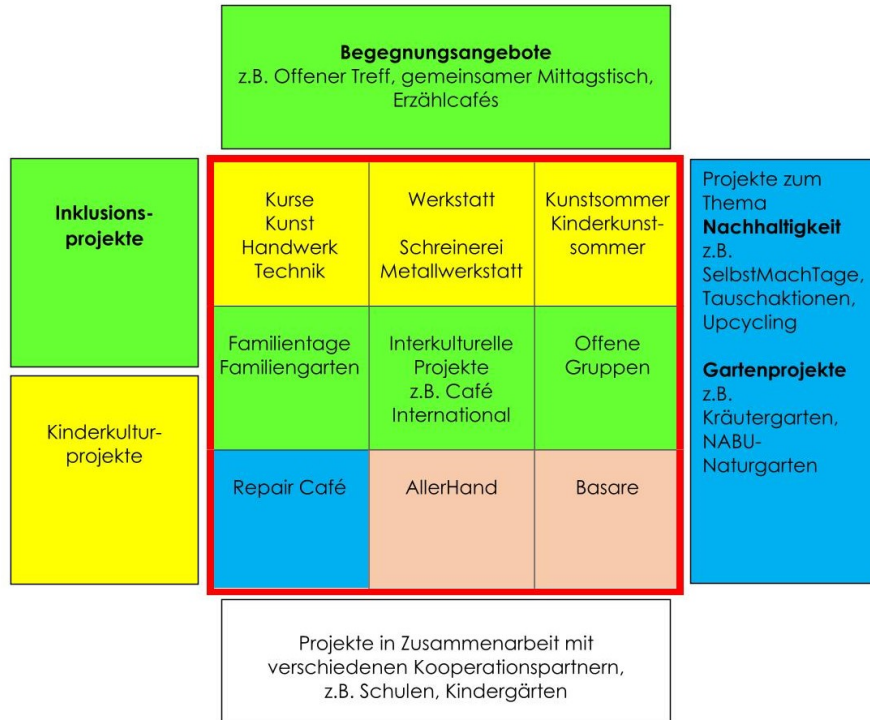 Begegnungsangebote
z.B. Offener Treff, gemeinsamer Mittagstisch,
Erzählcafés
Inklusions-
projekte
Kinderkultur-
projekte
Kurse
Kunst
Handwerk
Technik
Werkstatt
Schreinerei
Metallwerkstatt
Kunstsommer
Kinderkunst-
sommer
Familientage
Familiengarten
Interkulturelle
Projekte
z.B. Café
International
Offene
Gruppen
Repair Café
AllerHand
Basare
Projekte zum
Thema
Nachhaltigkeit
z.B.
SelbstMachTage,
Tauschaktionen,
Upcycling
Gartenprojekte
z.B.
Kräutergarten,
NABU-
Naturgarten
Projekte in Zusammenarbeit mit
verschiedenen Kooperationspartnern,
z.B. Schulen, Kindergärten